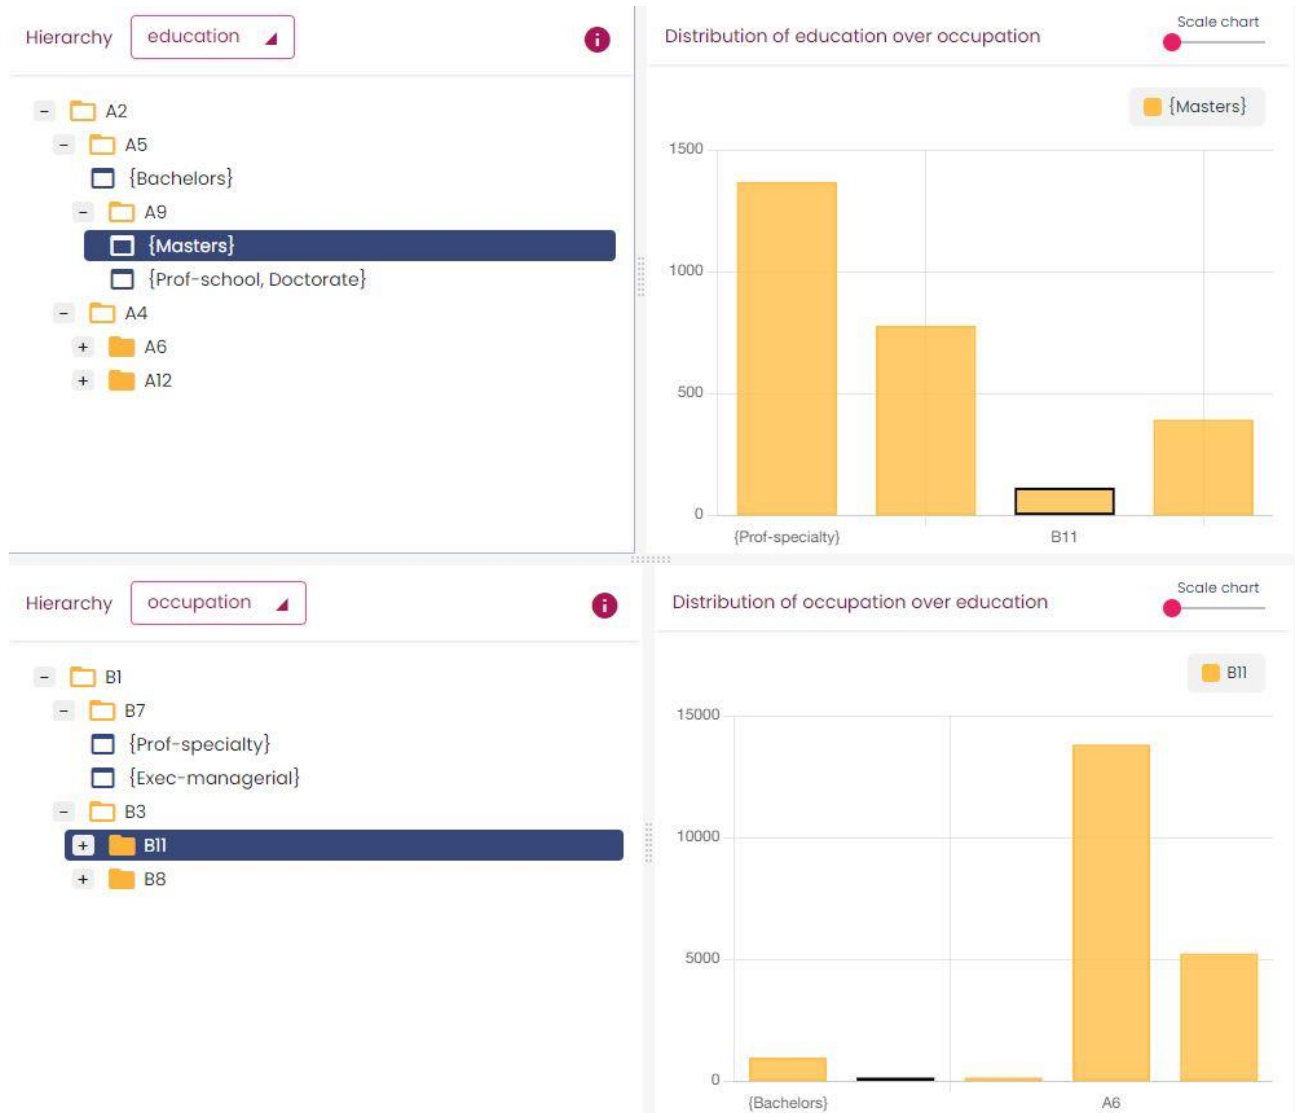 Hierarchy education
Distribution of education over occupation
Scale chart
A2
A5
{Bachelors}
A9
{Masters}
{Prof-school, Doctorate}
A4
A6
A12
{Masters}
1500
1000
500
0
{Prof-specialty} B11
Hierarchy occupation
Distribution of occupation over education
Scale chart
B1
B7
{Prof-specialty}
{Exec-managerial}
B3
B11
B8
B11
15000
10000
5000
0
{Bachelors} A6